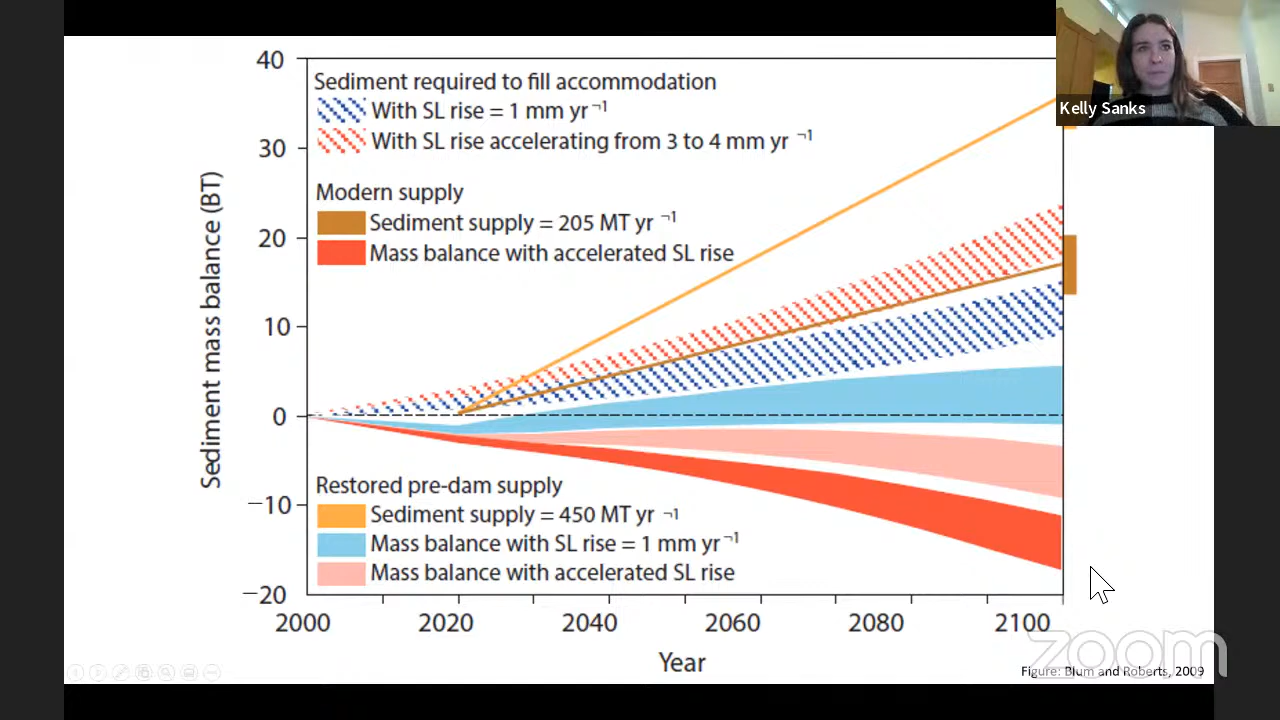 Kelly Sanks
40
30
20
10
0
−10
−20
Sediment mass balance (BT)
Sediment required to fill accommodation
With SL rise = 1 mm yr ¬1
With SL rise accelerating from 3 to 4 mm yr ¬1
Modern supply
Sediment supply = 205 MT yr ¬1
Mass balance with accelerated SL rise
Restored pre-dam supply
Sediment supply = 450 MT yr ¬1
Mass balance with SL rise = 1 mm yr ¬1
Mass balance with accelerated SL rise
2000 2020 2040 2060 2080 2100
Year
zoom
Figure: Blum and Roberts, 2009